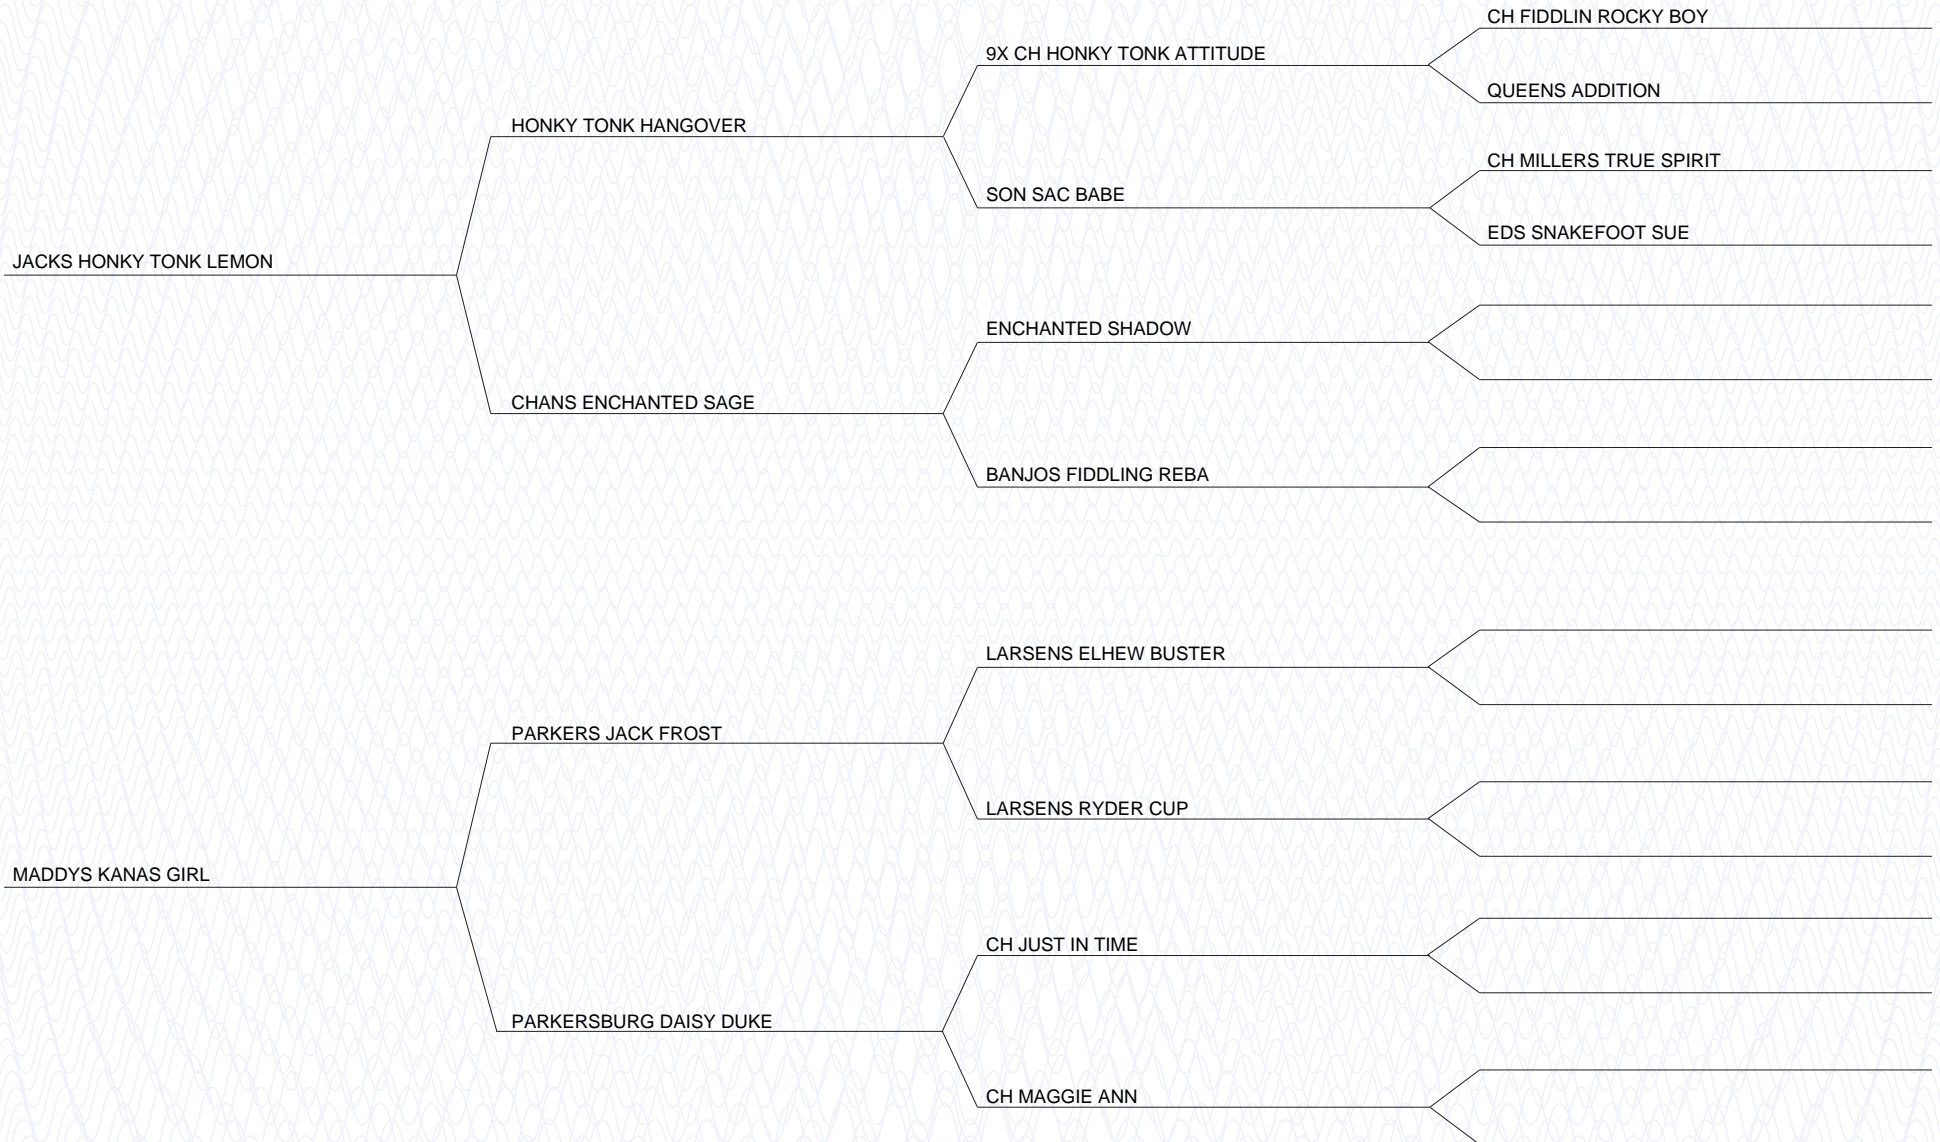 CH FIDDLIN ROCKY BOY
9X CH HONKY TONK ATTITUDE
QUEENS ADDITION
HONKY TONK HANGOVER
CH MILLERS TRUE SPIRIT
SON SAC BABE
EDS SNAKEFOOT SUE
JACKS HONKY TONK LEMON
ENCHANTED SHADOW
CHANS ENCHANTED SAGE
BANJOS FIDDLING REBA
LARSENS ELHEW BUSTER
PARKERS JACK FROST
LARSENS RYDER CUP
MADDYS KANAS GIRL
CH JUST IN TIME
PARKERSBURG DAISY DUKE
CH MAGGIE ANN